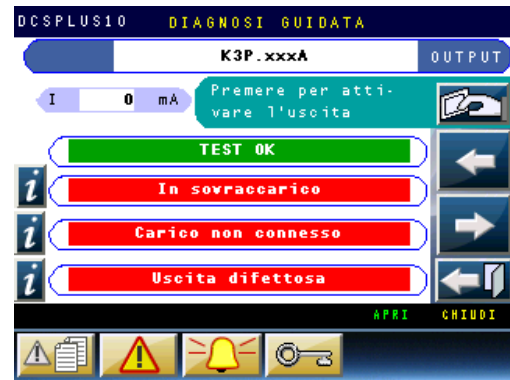 DCSPLUS10 DIAGNOSI GUIDATA
K3P.xxxA OUTPUT
I 0 mA
Premere per atti-
vare l'uscita
TEST OK
i In sovraccarico
i Carico non connesso
i Uscita difettosa
APRI CHIUDI